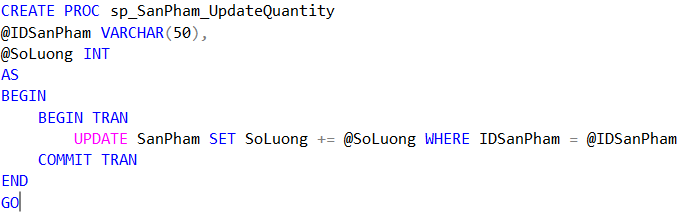 CREATE PROC sp_SanPham_UpdateQuantity
@IDSanPham VARCHAR(50),
@SoLuong INT
AS
BEGIN
    BEGIN TRAN
        UPDATE SanPham SET SoLuong += @SoLuong WHERE IDSanPham = @IDSanPham
    COMMIT TRAN
END
GO